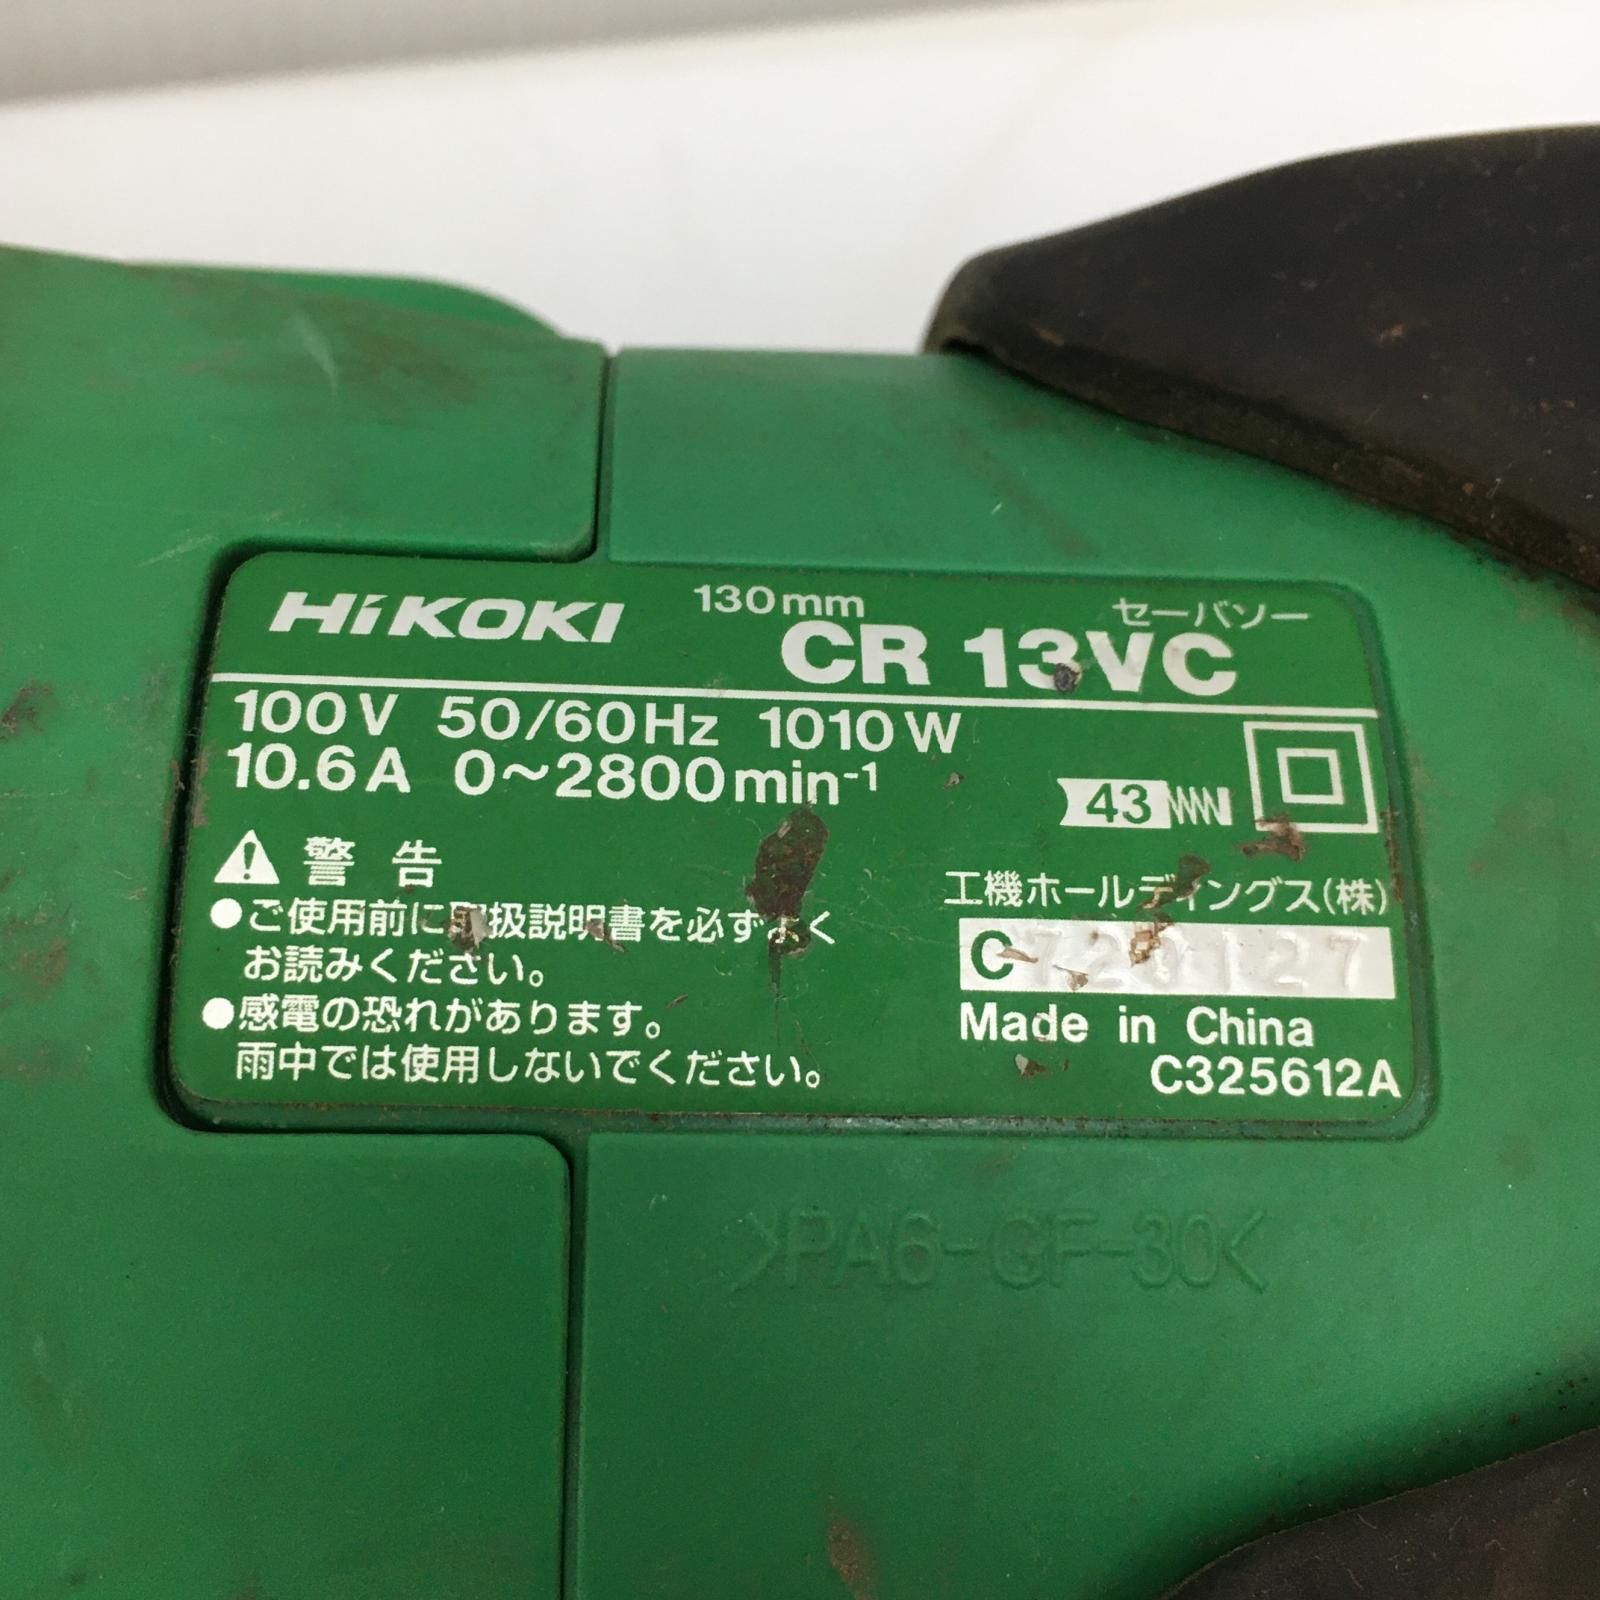 HiKOKI 130mm セーバソー
CR 13VC
100V 50/60Hz 1010W
10.6A 0～2800min⁻¹
43
警告
●ご使用前に取扱説明書を必ずよく
お読みください。
●感電の恐れがあります。
雨中では使用しないでください。
工機ホールディングス(株)
C720127
Made in China
C325612A
>PA6-GF-30<